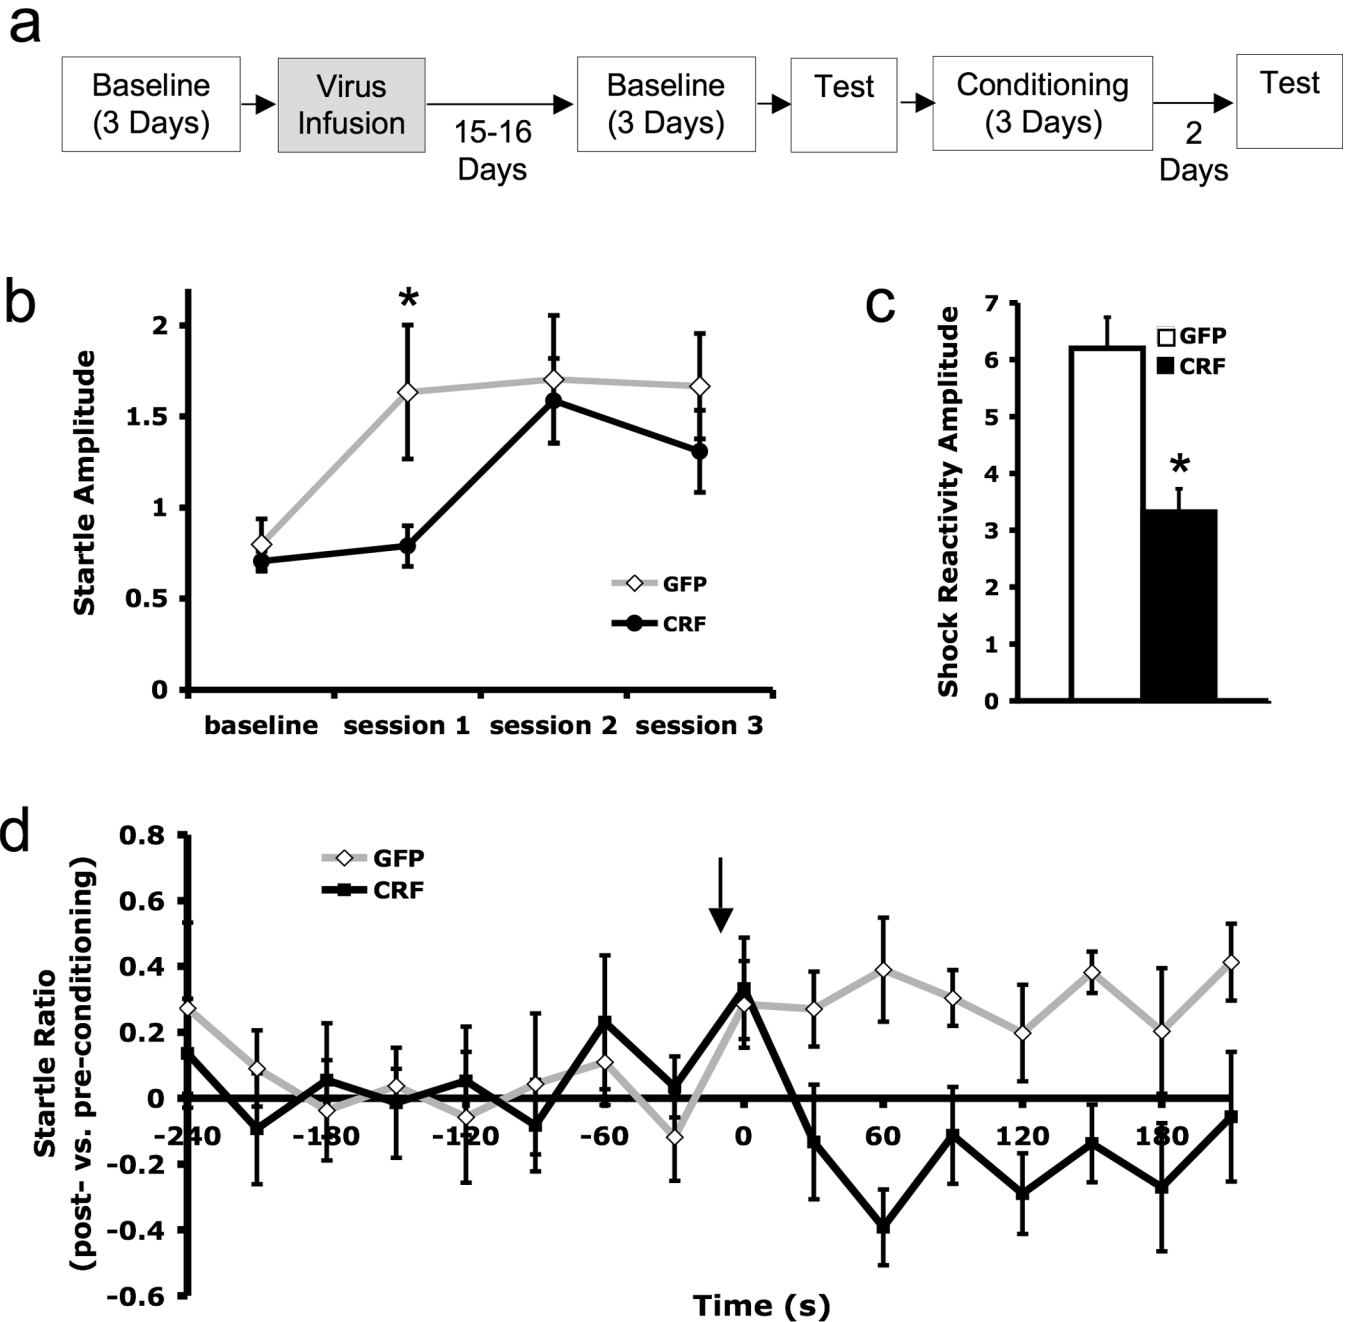 a
Baseline
(3 Days)
Virus
Infusion
15-16
Days
Baseline
(3 Days)
Test
Conditioning
(3 Days)
2
Days
Test
b
Startle Amplitude
2
1.5
1
0.5
0
*
GFP
CRF
baseline session 1 session 2 session 3
c
Shock Reactivity Amplitude
7
6
5
4
3
2
1
0
GFP
CRF
*
d
Startle Ratio
(post- vs. pre-conditioning)
0.8
0.6
0.4
0.2
0
-0.2
-0.4
-0.6
GFP
CRF
-240 -180 -120 -60 0 60 120 180
Time (s)